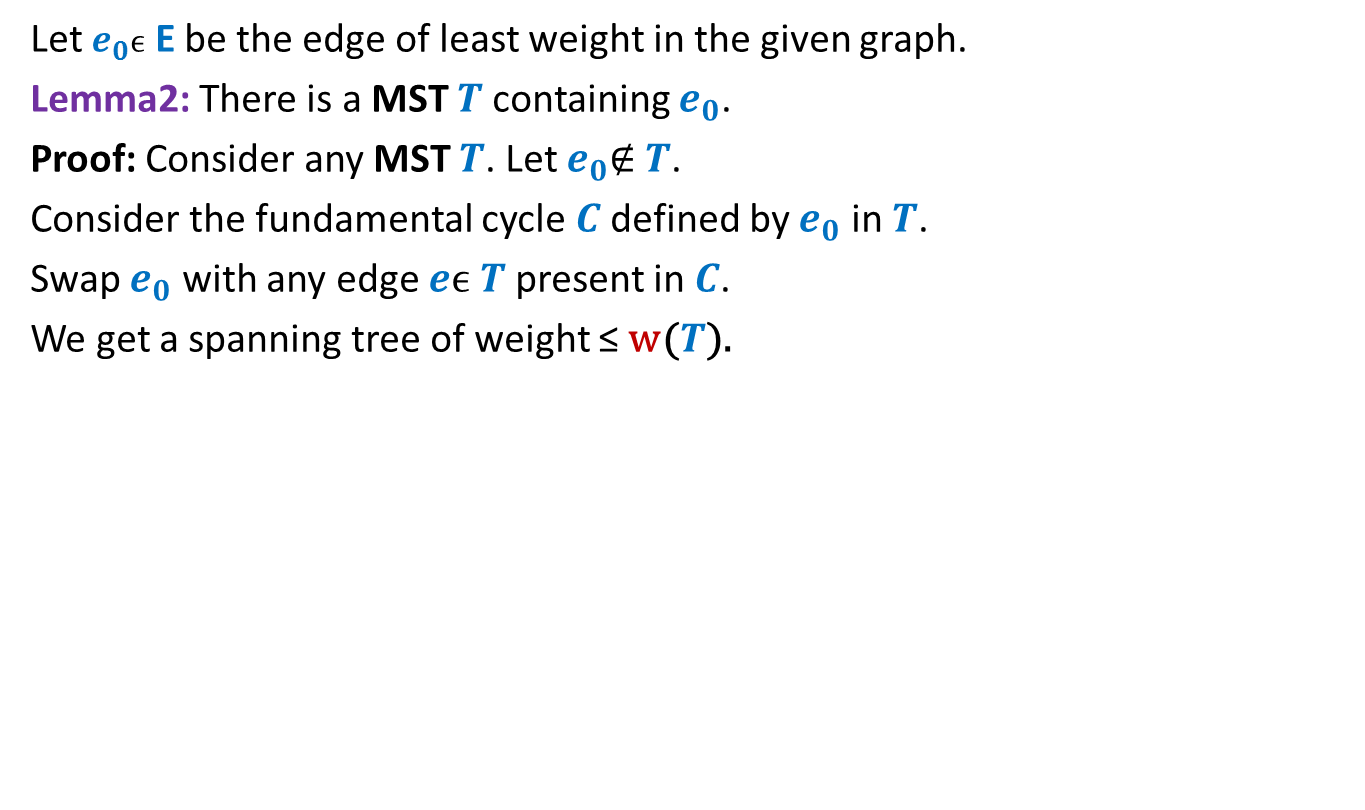 Let e₀ϵ E be the edge of least weight in the given graph.
Lemma2: There is a MST T containing e₀.
Proof: Consider any MST T. Let e₀∉ T.
Consider the fundamental cycle C defined by e₀ in T.
Swap e₀ with any edge eϵ T present in C.
We get a spanning tree of weight ≤ w(T).